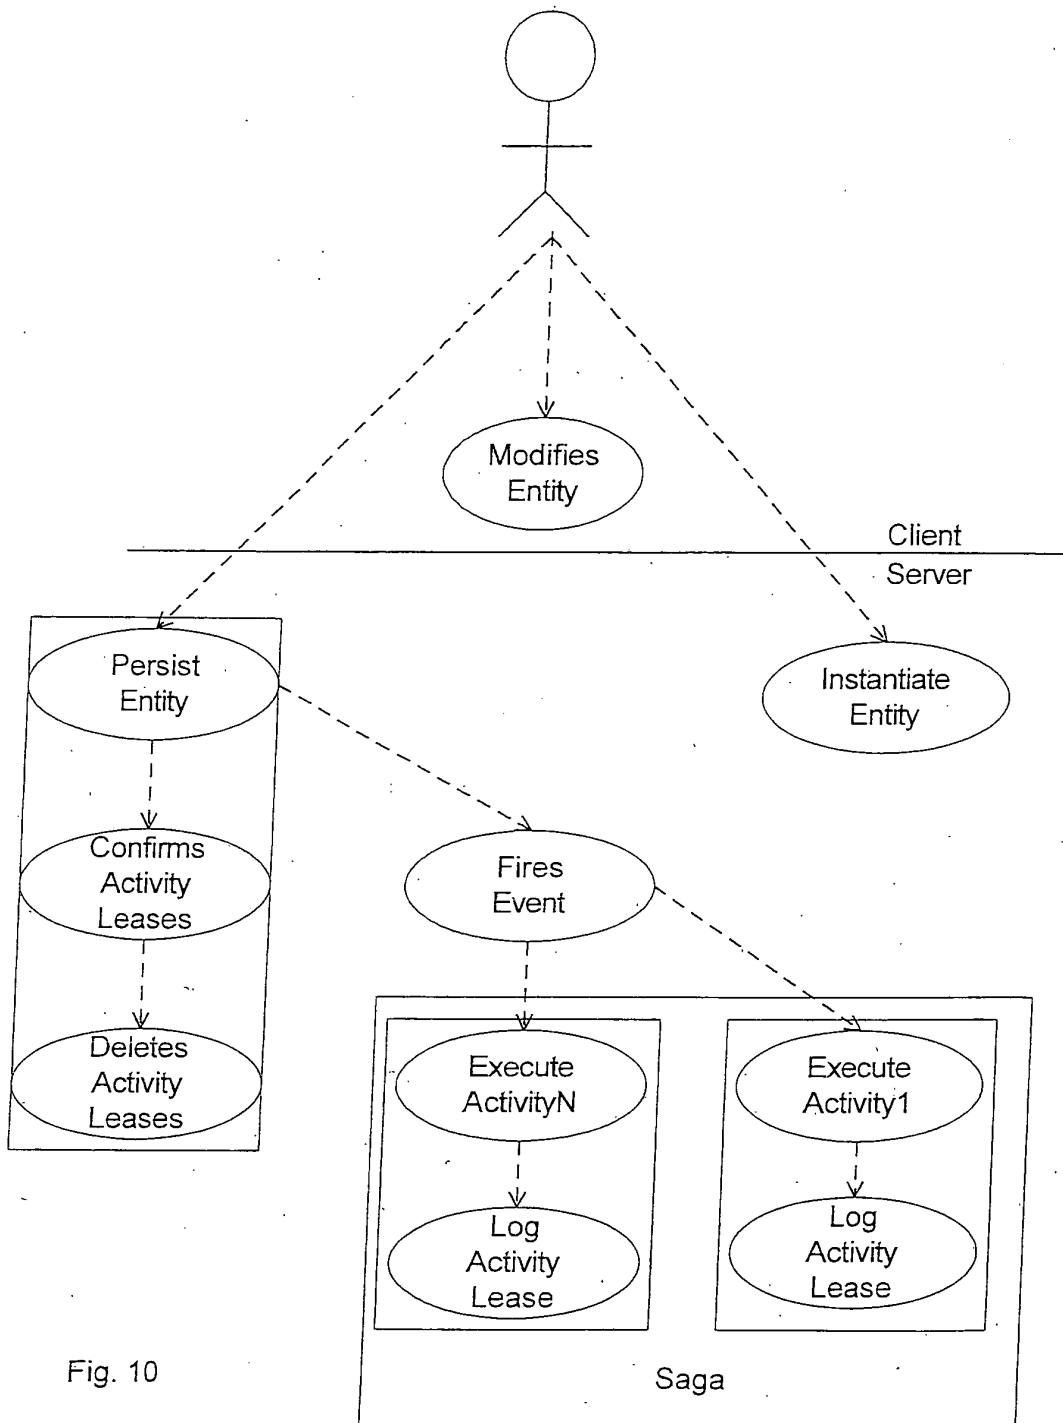 Modifies
Entity
Client
Server
Persist
Entity
Instantiate
Entity
Confirms
Activity
Leases
Fires
Event
Deletes
Activity
Leases
Execute
ActivityN
Execute
Activity1
Log
Activity
Lease
Log
Activity
Lease
Fig. 10
Saga